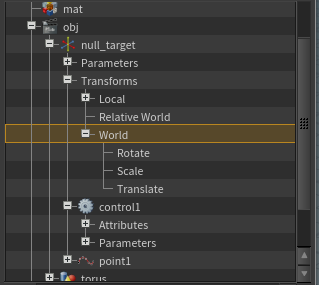 mat
obj
null_target
Parameters
Transforms
Local
Relative World
World
Rotate
Scale
Translate
control1
Attributes
Parameters
point1
torus